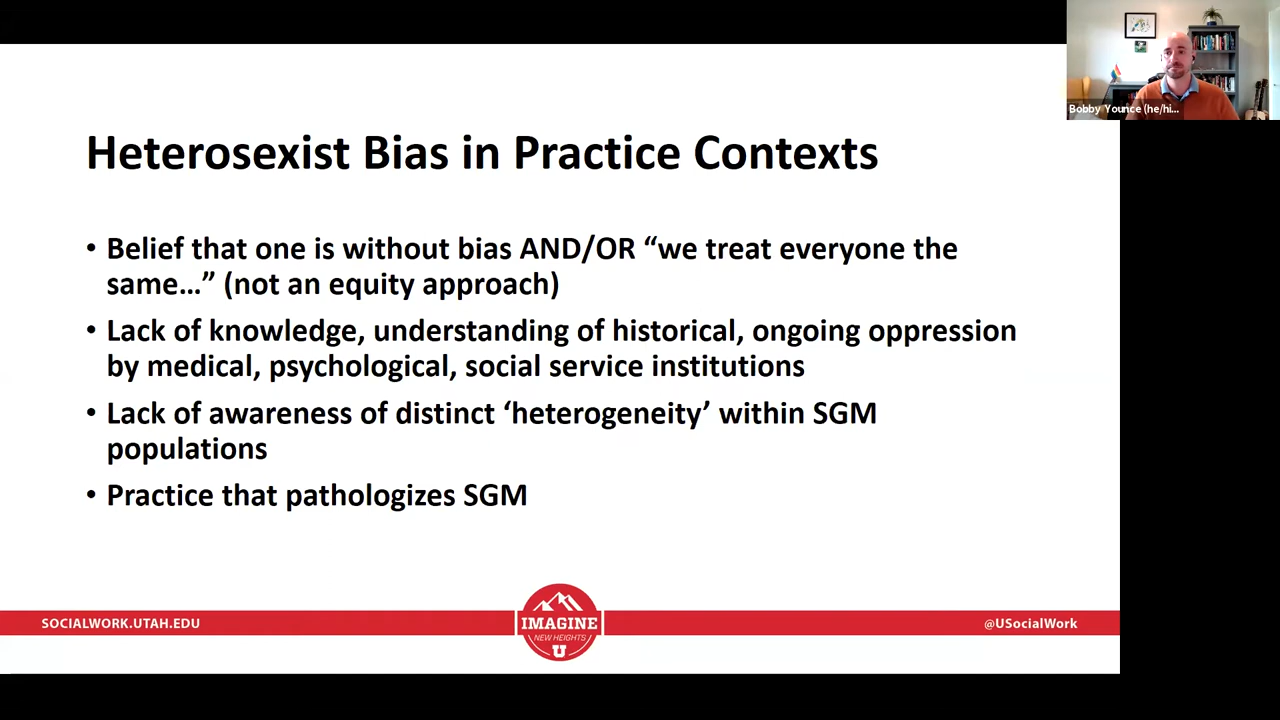 Bobby Younce (he/hi...
Heterosexist Bias in Practice Contexts
• Belief that one is without bias AND/OR “we treat everyone the
same…” (not an equity approach)
• Lack of knowledge, understanding of historical, ongoing oppression
by medical, psychological, social service institutions
• Lack of awareness of distinct ‘heterogeneity’ within SGM
populations
• Practice that pathologizes SGM
SOCIALWORK.UTAH.EDU
IMAGINE
NEW HEIGHTS
U
@USocialWork